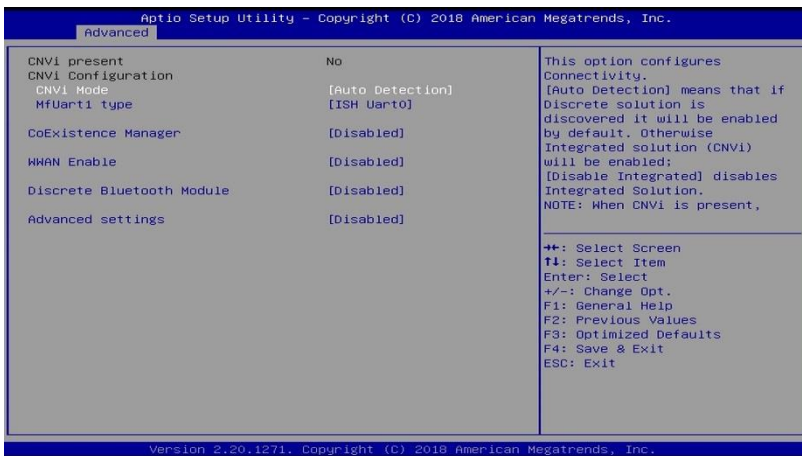 Aptio Setup Utility – Copyright (C) 2018 American Megatrends, Inc.
Advanced
CNVi present No
CNVi Configuration
CNVi Mode [Auto Detection]
MfUart1 type [ISH Uart0]
CoExistence Manager [Disabled]
WWAN Enable [Disabled]
Discrete Bluetooth Module [Disabled]
Advanced settings [Disabled]
This option configures
Connectivity.
[Auto Detection] means that if
Discrete solution is
discovered it will be enabled
by default. Otherwise
Integrated solution (CNVi)
will be enabled;
[Disable Integrated] disables
Integrated Solution.
NOTE: When CNVi is present,
→←: Select Screen
↑↓: Select Item
Enter: Select
+/-: Change Opt.
F1: General Help
F2: Previous Values
F3: Optimized Defaults
F4: Save & Exit
ESC: Exit
Version 2.20.1271. Copyright (C) 2018 American Megatrends, Inc.